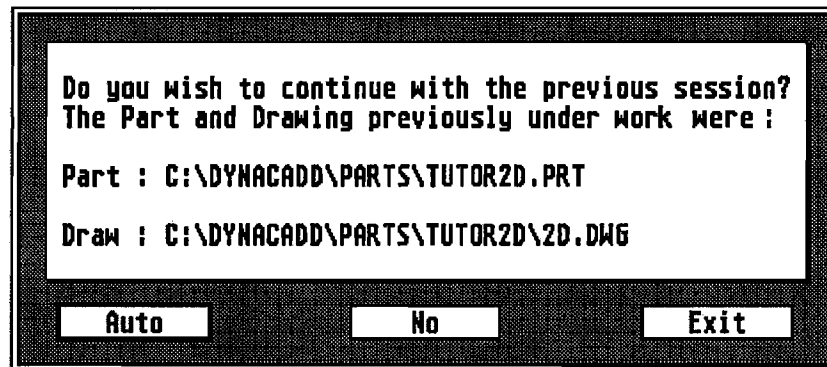 Do you wish to continue with the previous session?
The Part and Drawing previously under work were :
Part : C:\DYNACADD\PARTS\TUTOR2D.PRT
Draw : C:\DYNACADD\PARTS\TUTOR2D\2D.DWG
Auto No Exit